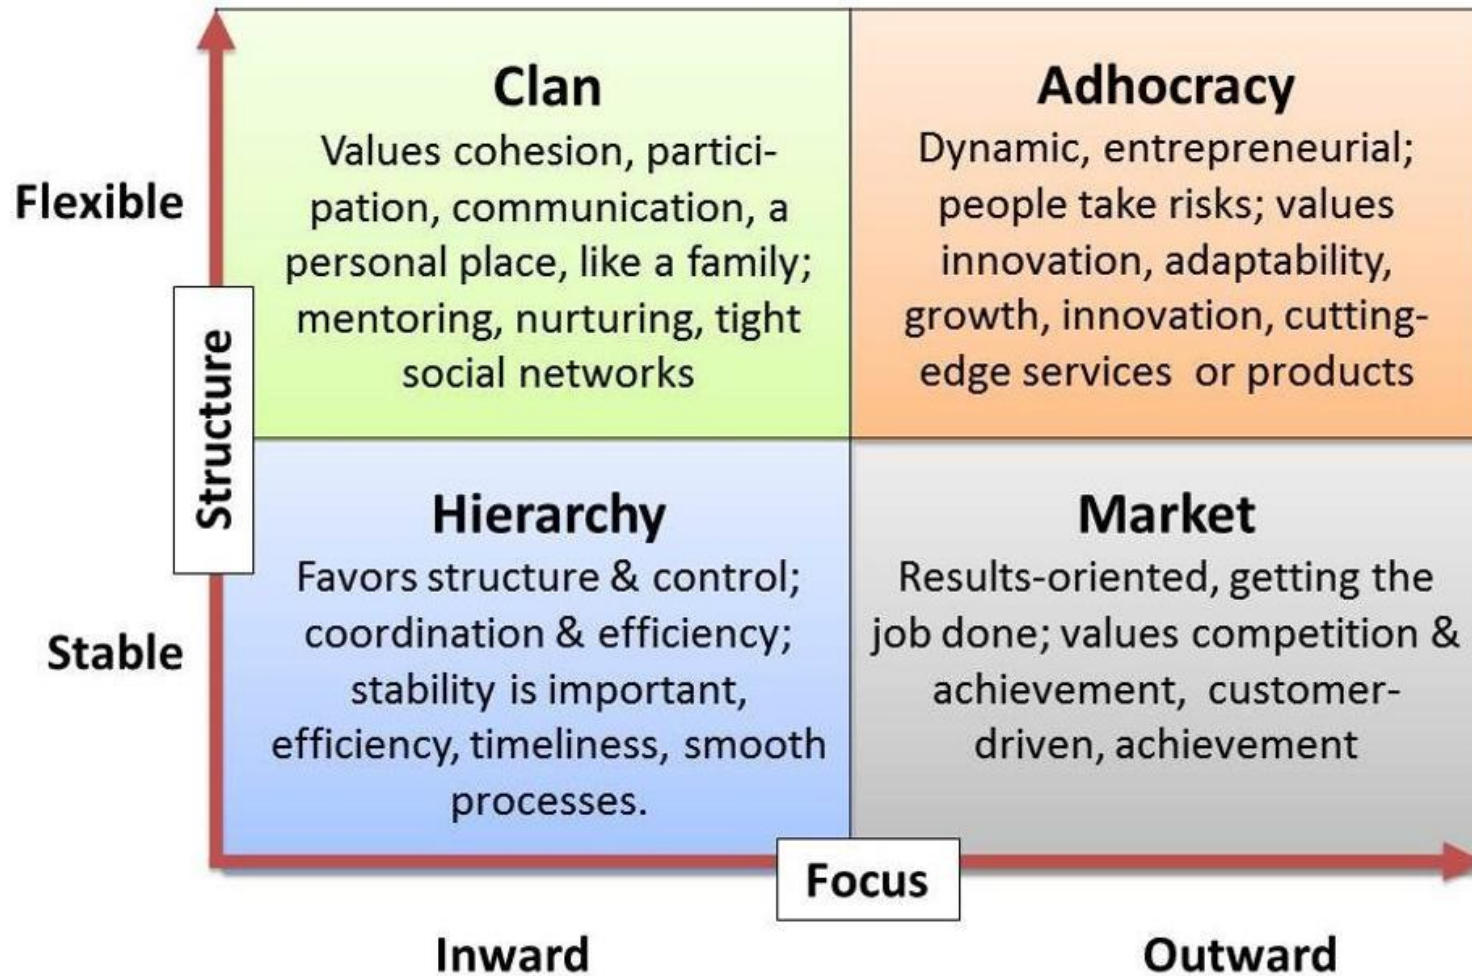 Flexible
Structure
Stable
Clan
Values cohesion, partici-
pation, communication, a
personal place, like a family;
mentoring, nurturing, tight
social networks
Adhocracy
Dynamic, entrepreneurial;
people take risks; values
innovation, adaptability,
growth, innovation, cutting-
edge services or products
Hierarchy
Favors structure & control;
coordination & efficiency;
stability is important,
efficiency, timeliness, smooth
processes.
Market
Results-oriented, getting the
job done; values competition &
achievement, customer-
driven, achievement
Focus
Inward
Outward